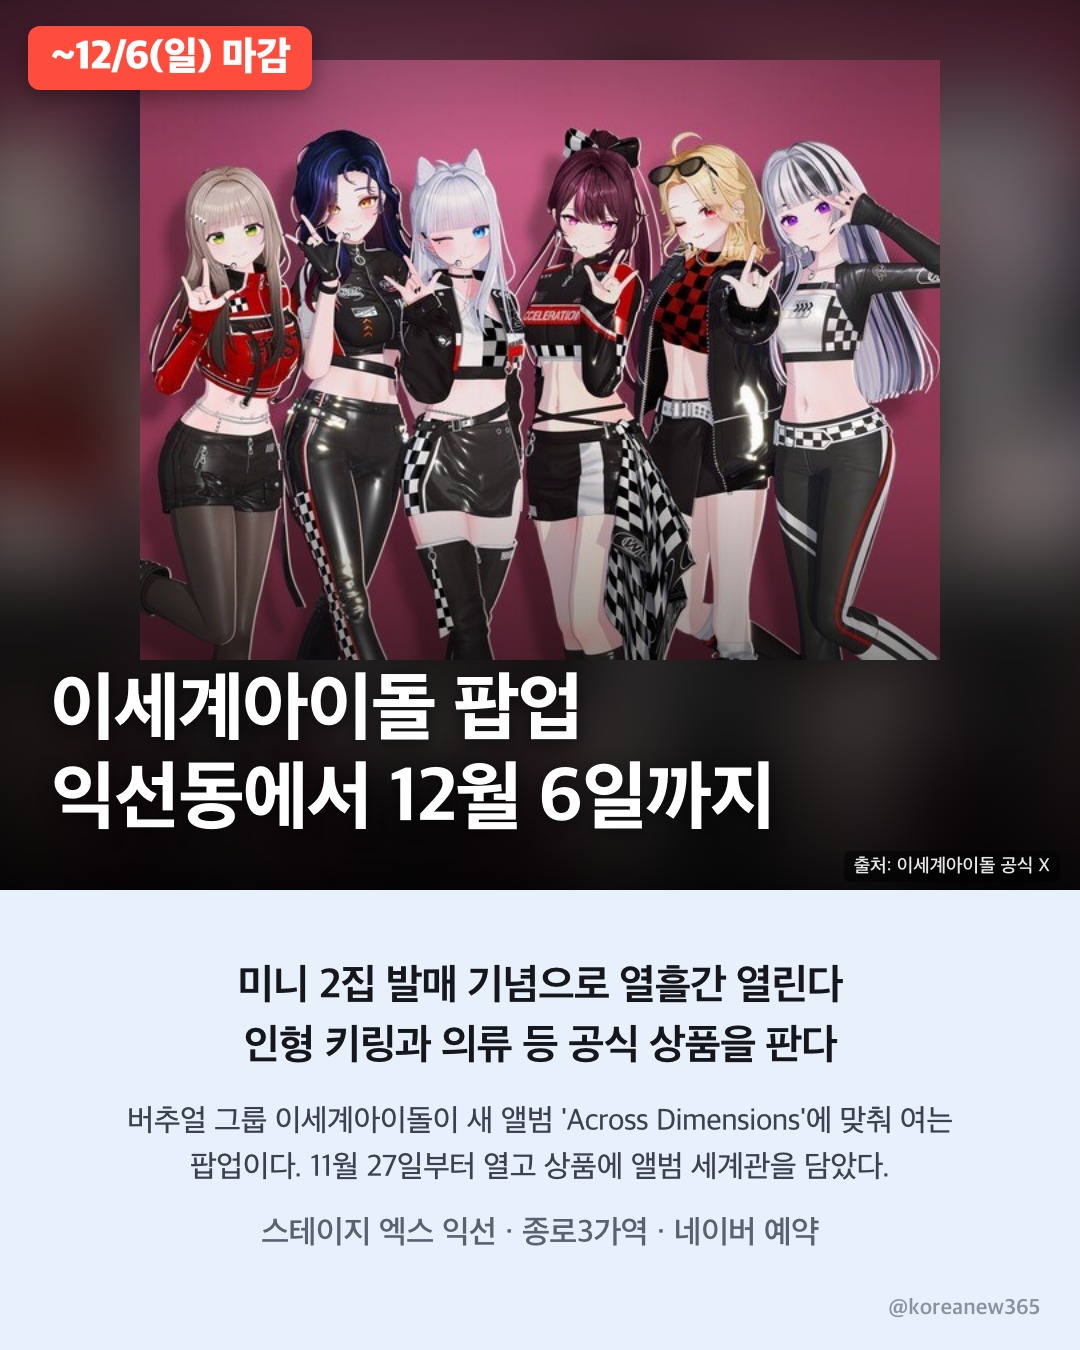 ~12/6(일) 마감
CCELERATION
이세계아이돌 팝업
익선동에서 12월 6일까지
출처: 이세계아이돌 공식 X
미니 2집 발매 기념으로 열흘간 열린다
인형 키링과 의류 등 공식 상품을 판다
버추얼 그룹 이세계아이돌이 새 앨범 'Across Dimensions'에 맞춰 여는
팝업이다. 11월 27일부터 열고 상품에 앨범 세계관을 담았다.
스테이지 엑스 익선 · 종로3가역 · 네이버 예약
@koreanew365